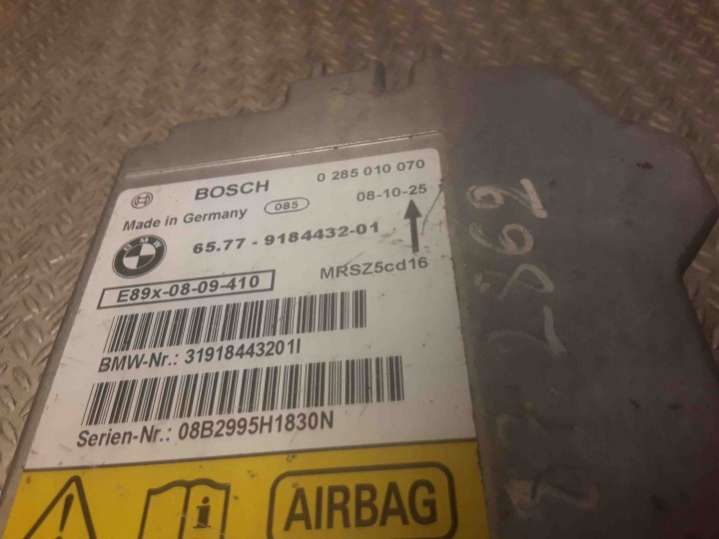 BOSCH 0 285 010 070
Made in Germany 085 08-10-25
BMW 65.77 - 9184432-01
E89x-08-09-410 MRSZ5cd16
BMW-Nr.: 31918443201I
Serien-Nr.: 08B2995H1830N
i AIRBAG